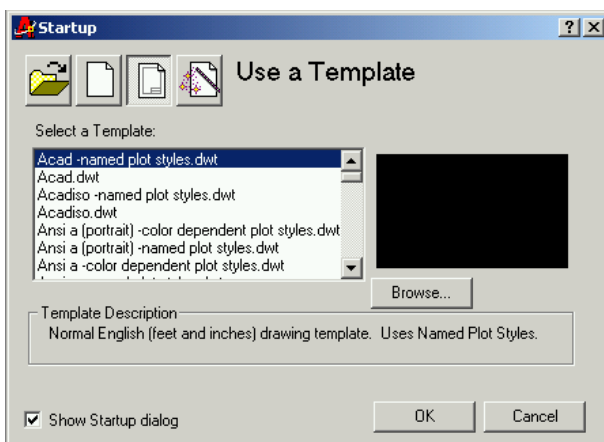 Startup
Use a Template
Select a Template:
Acad -named plot styles.dwt
Acad.dwt
Acadiso -named plot styles.dwt
Acadiso.dwt
Ansi a (portrait) -color dependent plot styles.dwt
Ansi a (portrait) -named plot styles.dwt
Ansi a -color dependent plot styles.dwt
Browse...
Template Description
Normal English (feet and inches) drawing template. Uses Named Plot Styles.
Show Startup dialog
OK
Cancel